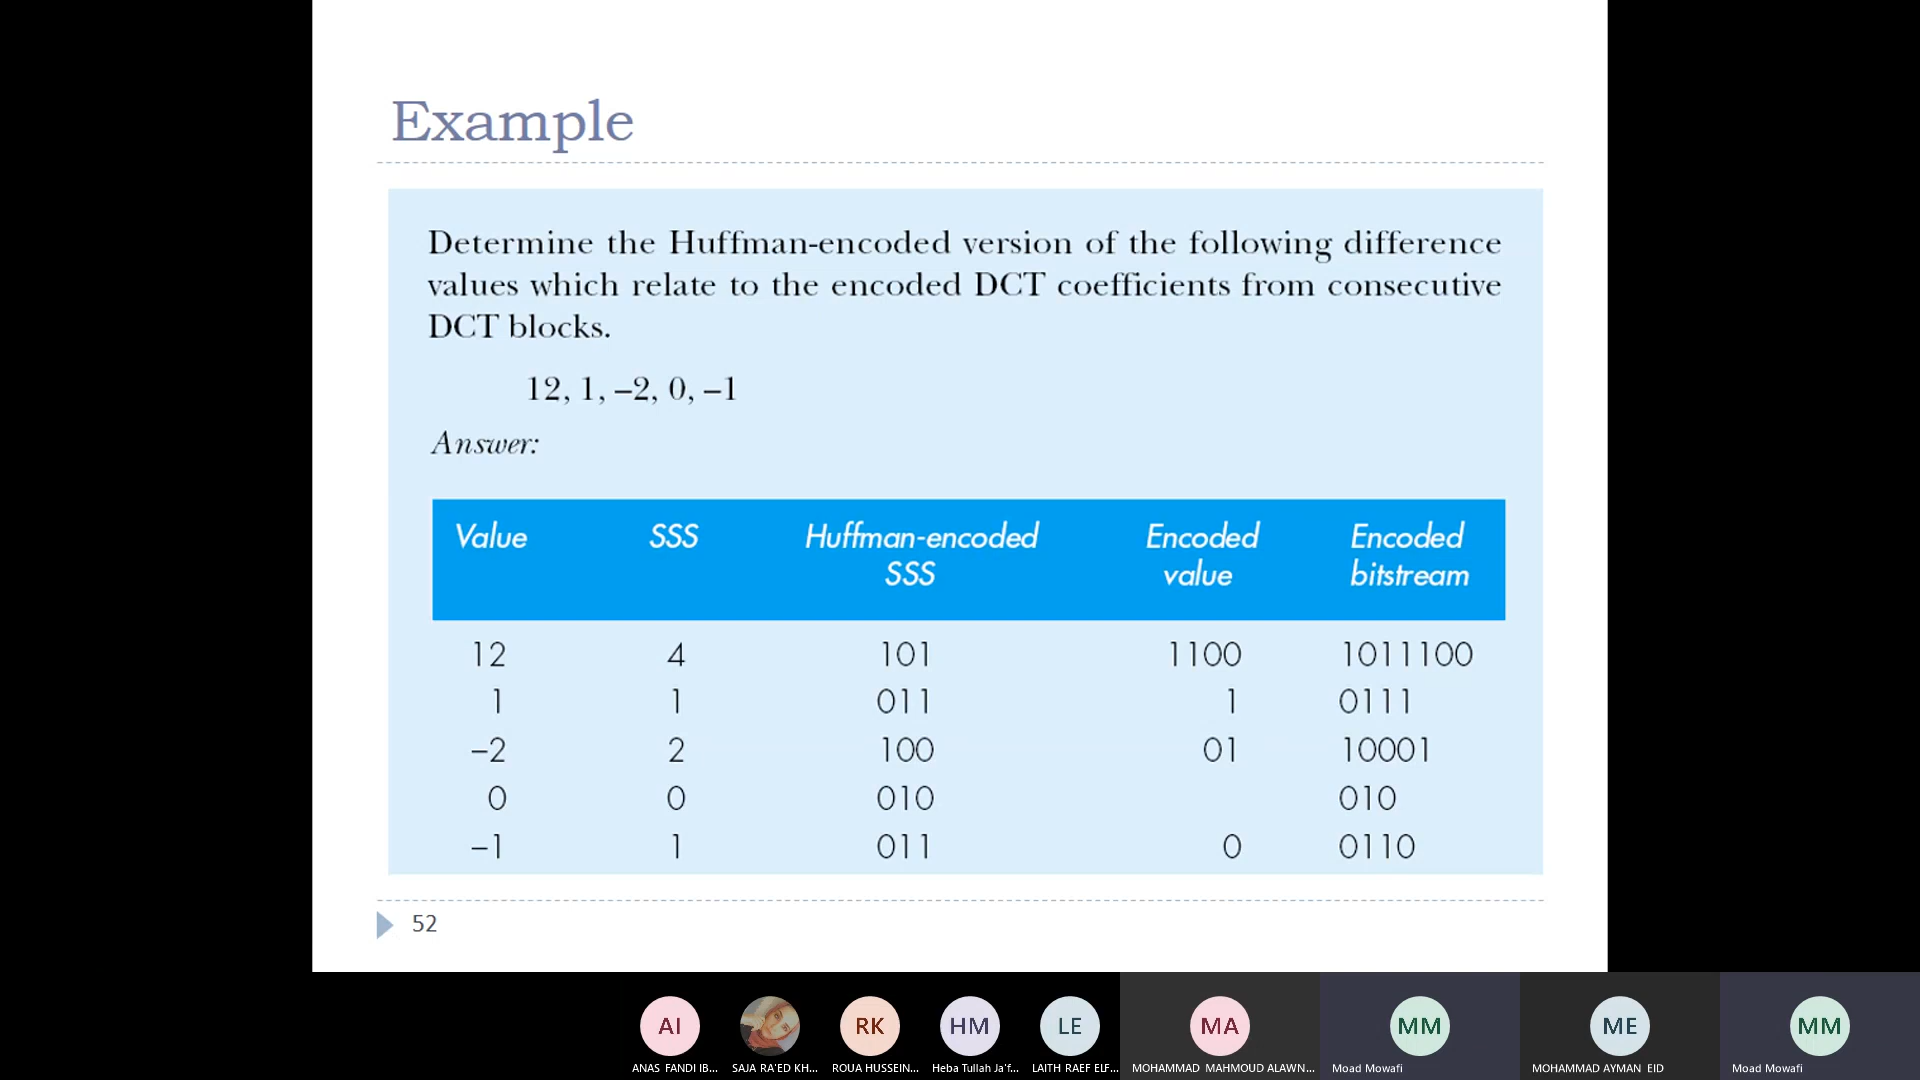 Example
Determine the Huffman-encoded version of the following difference
values which relate to the encoded DCT coefficients from consecutive
DCT blocks.
12, 1, –2, 0, –1
Answer:
Value SSS Huffman-encoded SSS Encoded value Encoded bitstream
12 4 101 1100 1011100
1 1 011 1 0111
–2 2 100 01 10001
0 0 010 010
–1 1 011 0 0110
52
AI RK HM LE MA MM ME MM
ANAS FANDI IB... SAJA RA'ED KH... ROUA HUSSEIN... Heba Tullah Ja'f... LAITH RAEF ELF... MOHAMMAD MAHMOUD ALAWN... Moad Mowafi MOHAMMAD AYMAN EID Moad Mowafi